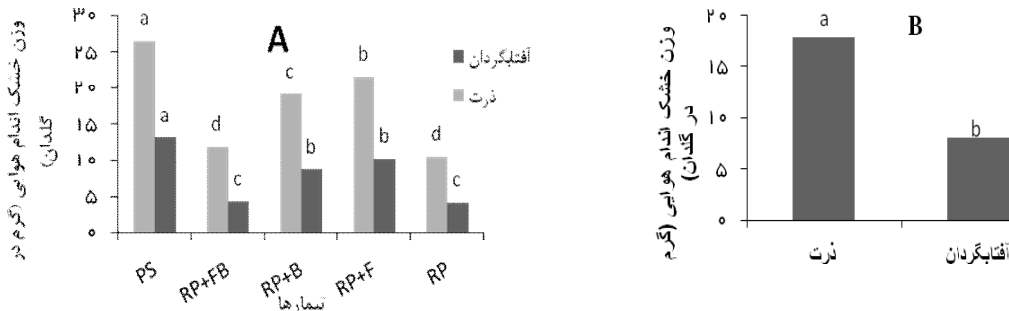 وزن خشک اندام هوایی (گرم در
گلدان)
۳۰
۲۵
۲۰
۱۵
۱۰
۵
۰
A
a
a
d
c
c
b
b
b
d
c
آفتابگردان
ذرت
PS
RP+FB
RP+B
RP+F
RP
تیمارها
وزن خشک اندام هوایی (گرم
در گلدان)
۲۰
۱۵
۱۰
۵
۰
B
a
b
ذرت
آفتابگردان